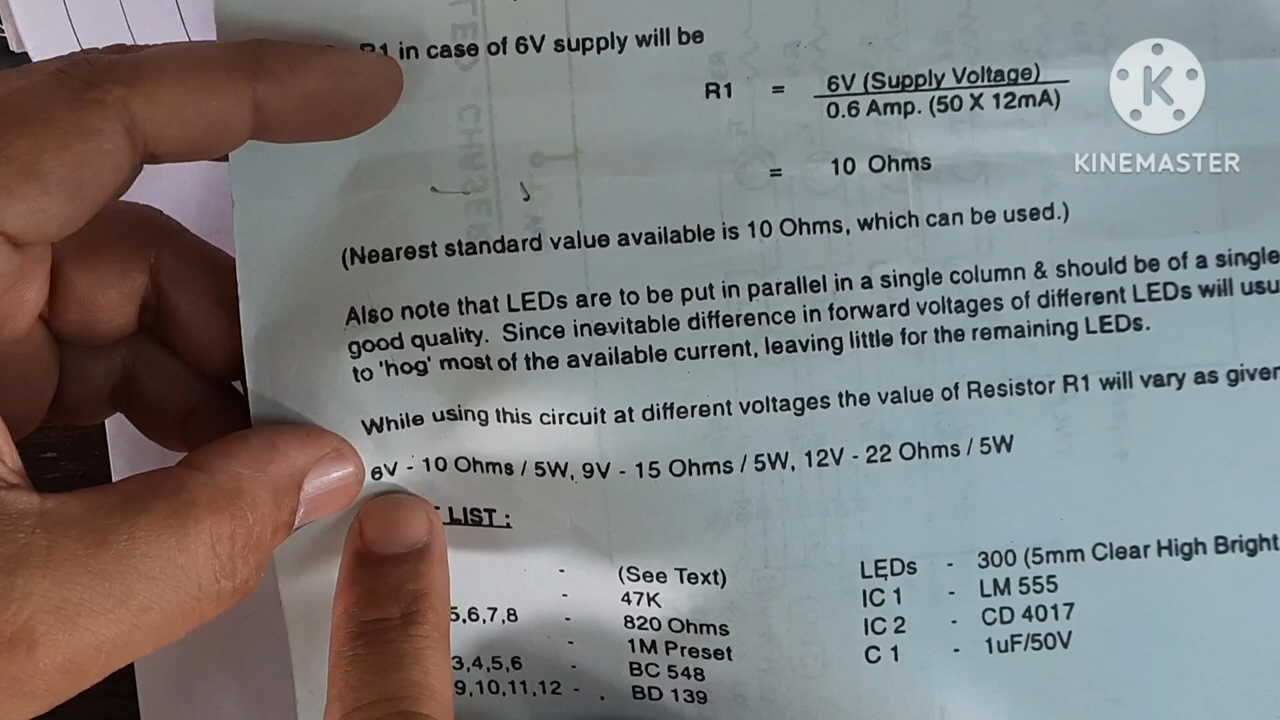 R1 in case of 6V supply will be
R1 = 6V (Supply Voltage)
0.6 Amp. (50 X 12mA)
= 10 Ohms
KINEMASTER
(Nearest standard value available is 10 Ohms, which can be used.)
Also note that LEDs are to be put in parallel in a single column & should be of a single
good quality. Since inevitable difference in forward voltages of different LEDs will usu
to 'hog' most of the available current, leaving little for the remaining LEDs.
While using this circuit at different voltages the value of Resistor R1 will vary as given
6V - 10 Ohms / 5W, 9V - 15 Ohms / 5W, 12V - 22 Ohms / 5W
LIST :
- (See Text) LEDs - 300 (5mm Clear High Bright
- 47K IC 1 - LM 555
5,6,7,8 - 820 Ohms IC 2 - CD 4017
- 1M Preset C 1 - 1uF/50V
3,4,5,6 - BC 548
9,10,11,12 - BD 139